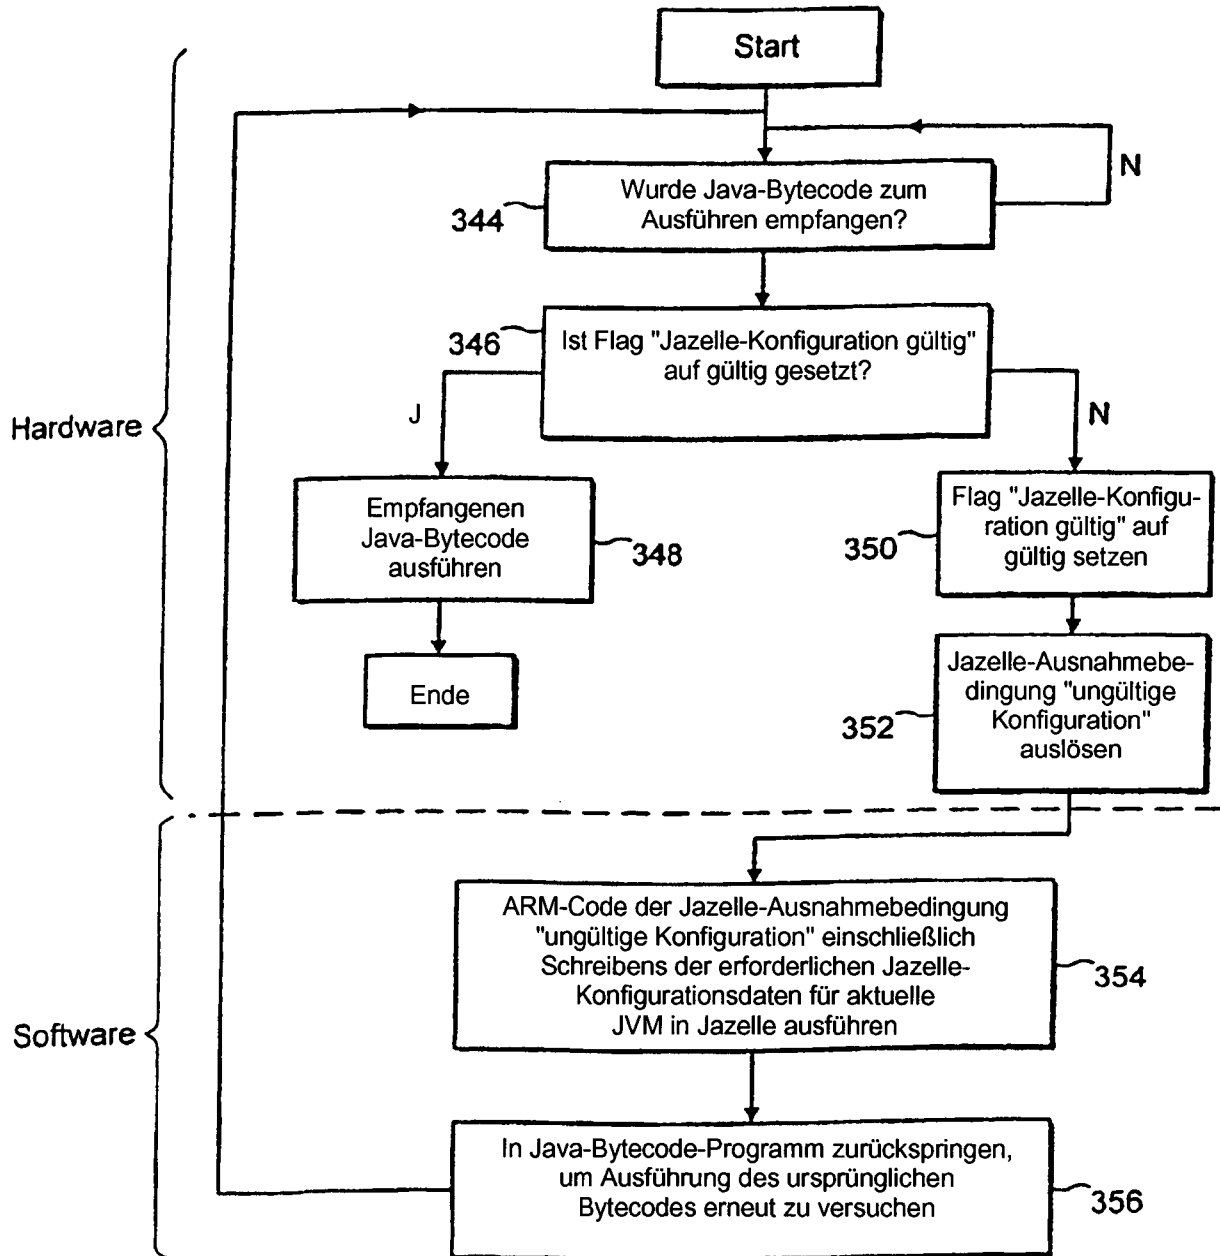 Start
N
Wurde Java-Bytecode zum
Ausführen empfangen?
344
346
Ist Flag "Jazelle-Konfiguration gültig"
auf gültig gesetzt?
J
N
Hardware
Empfangenen
Java-Bytecode
ausführen
348
Flag "Jazelle-Konfigu-
ration gültig" auf
gültig setzen
350
Ende
Jazelle-Ausnahmebe-
dingung "ungültige
Konfiguration"
auslösen
352
ARM-Code der Jazelle-Ausnahmebedingung
"ungültige Konfiguration" einschließlich
Schreibens der erforderlichen Jazelle-
Konfigurationsdaten für aktuelle
JVM in Jazelle ausführen
354
Software
In Java-Bytecode-Programm zurückspringen,
um Ausführung des ursprünglichen
Bytecodes erneut zu versuchen
356